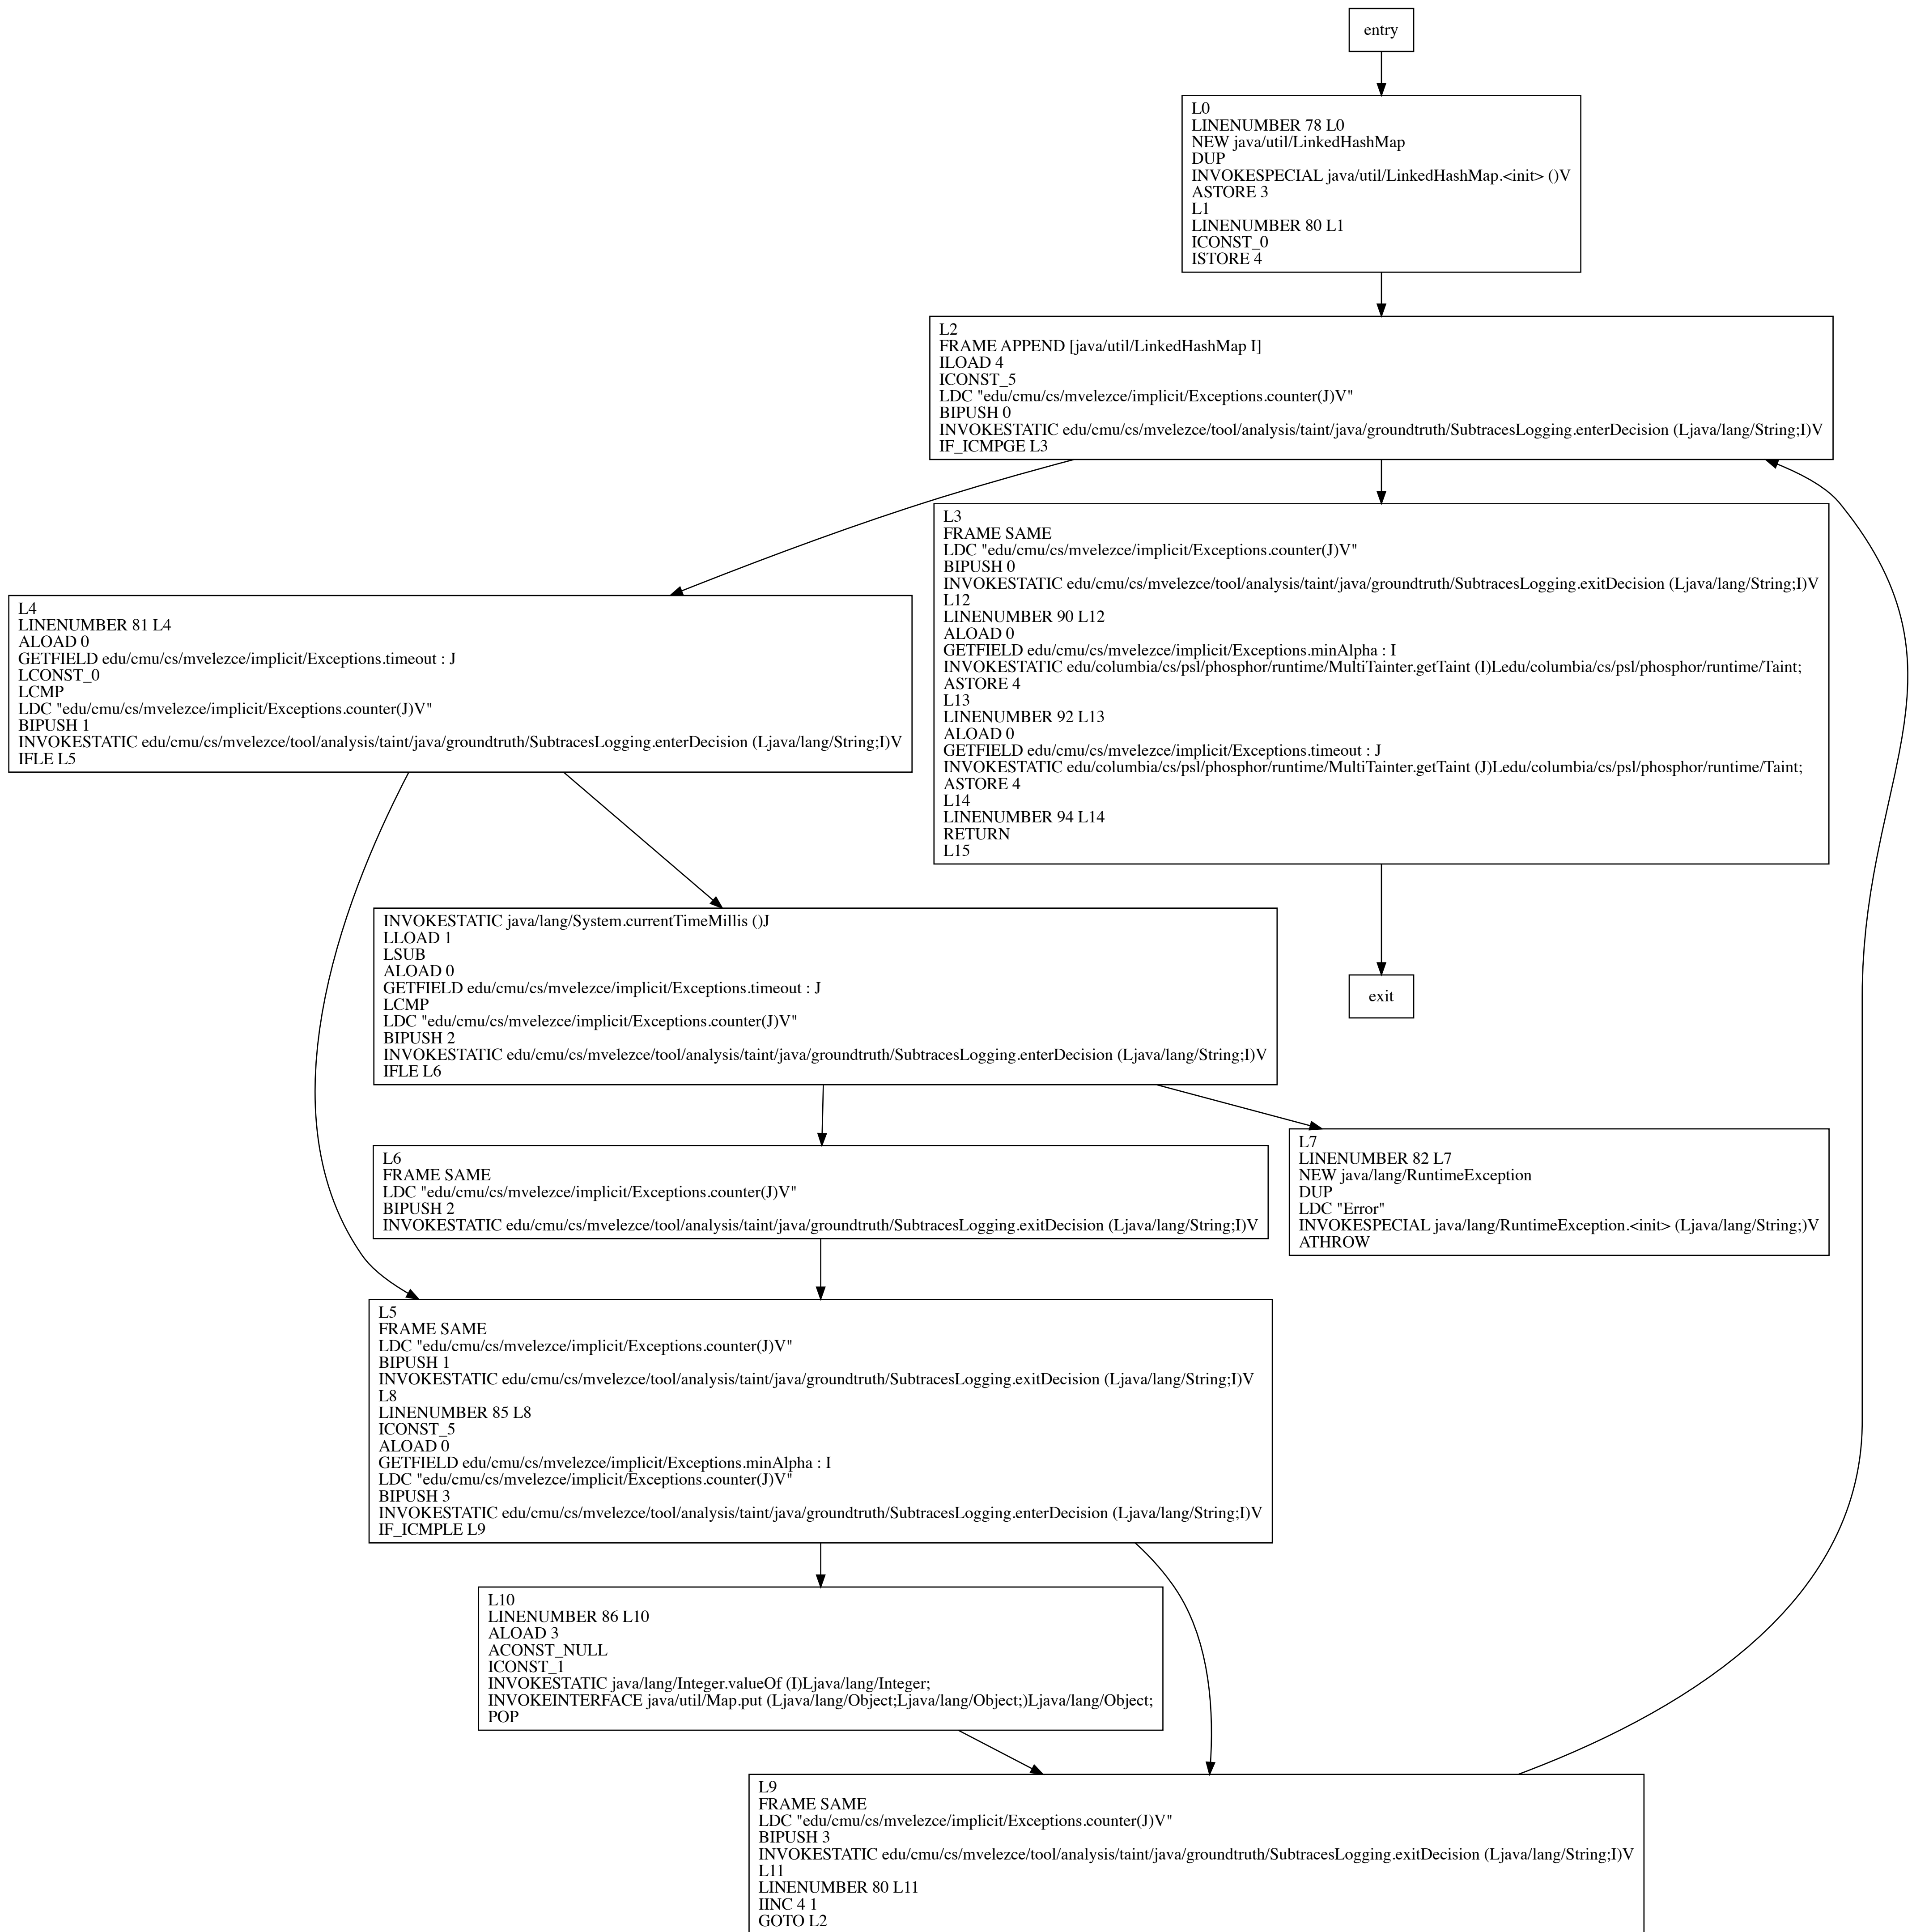 entry
L0
LINENUMBER 78 L0
NEW java/util/LinkedHashMap
DUP
INVOKESPECIAL java/util/LinkedHashMap.<init> ()V
ASTORE 3
L1
LINENUMBER 80 L1
ICONST_0
ISTORE 4
L2
FRAME APPEND [java/util/LinkedHashMap I]
ILOAD 4
ICONST_5
LDC "edu/cmu/cs/mvelezce/implicit/Exceptions.counter(J)V"
BIPUSH 0
INVOKESTATIC edu/cmu/cs/mvelezce/tool/analysis/taint/java/groundtruth/SubtracesLogging.enterDecision (Ljava/lang/String;I)V
IF_ICMPGE L3
L3
FRAME SAME
LDC "edu/cmu/cs/mvelezce/implicit/Exceptions.counter(J)V"
BIPUSH 0
INVOKESTATIC edu/cmu/cs/mvelezce/tool/analysis/taint/java/groundtruth/SubtracesLogging.exitDecision (Ljava/lang/String;I)V
L12
LINENUMBER 90 L12
ALOAD 0
GETFIELD edu/cmu/cs/mvelezce/implicit/Exceptions.minAlpha : I
INVOKESTATIC edu/columbia/cs/psl/phosphor/runtime/MultiTainter.getTaint (I)Ledu/columbia/cs/psl/phosphor/runtime/Taint;
ASTORE 4
L13
LINENUMBER 92 L13
ALOAD 0
GETFIELD edu/cmu/cs/mvelezce/implicit/Exceptions.timeout : J
INVOKESTATIC edu/columbia/cs/psl/phosphor/runtime/MultiTainter.getTaint (J)Ledu/columbia/cs/psl/phosphor/runtime/Taint;
ASTORE 4
L14
LINENUMBER 94 L14
RETURN
L15
L4
LINENUMBER 81 L4
ALOAD 0
GETFIELD edu/cmu/cs/mvelezce/implicit/Exceptions.timeout : J
LCONST_0
LCMP
LDC "edu/cmu/cs/mvelezce/implicit/Exceptions.counter(J)V"
BIPUSH 1
INVOKESTATIC edu/cmu/cs/mvelezce/tool/analysis/taint/java/groundtruth/SubtracesLogging.enterDecision (Ljava/lang/String;I)V
IFLE L5
INVOKESTATIC java/lang/System.currentTimeMillis ()J
LLOAD 1
LSUB
ALOAD 0
GETFIELD edu/cmu/cs/mvelezce/implicit/Exceptions.timeout : J
LCMP
LDC "edu/cmu/cs/mvelezce/implicit/Exceptions.counter(J)V"
BIPUSH 2
INVOKESTATIC edu/cmu/cs/mvelezce/tool/analysis/taint/java/groundtruth/SubtracesLogging.enterDecision (Ljava/lang/String;I)V
IFLE L6
exit
L6
FRAME SAME
LDC "edu/cmu/cs/mvelezce/implicit/Exceptions.counter(J)V"
BIPUSH 2
INVOKESTATIC edu/cmu/cs/mvelezce/tool/analysis/taint/java/groundtruth/SubtracesLogging.exitDecision (Ljava/lang/String;I)V
L7
LINENUMBER 82 L7
NEW java/lang/RuntimeException
DUP
LDC "Error"
INVOKESPECIAL java/lang/RuntimeException.<init> (Ljava/lang/String;)V
ATHROW
L5
FRAME SAME
LDC "edu/cmu/cs/mvelezce/implicit/Exceptions.counter(J)V"
BIPUSH 1
INVOKESTATIC edu/cmu/cs/mvelezce/tool/analysis/taint/java/groundtruth/SubtracesLogging.exitDecision (Ljava/lang/String;I)V
L8
LINENUMBER 85 L8
ICONST_5
ALOAD 0
GETFIELD edu/cmu/cs/mvelezce/implicit/Exceptions.minAlpha : I
LDC "edu/cmu/cs/mvelezce/implicit/Exceptions.counter(J)V"
BIPUSH 3
INVOKESTATIC edu/cmu/cs/mvelezce/tool/analysis/taint/java/groundtruth/SubtracesLogging.enterDecision (Ljava/lang/String;I)V
IF_ICMPLE L9
L10
LINENUMBER 86 L10
ALOAD 3
ACONST_NULL
ICONST_1
INVOKESTATIC java/lang/Integer.valueOf (I)Ljava/lang/Integer;
INVOKEINTERFACE java/util/Map.put (Ljava/lang/Object;Ljava/lang/Object;)Ljava/lang/Object;
POP
L9
FRAME SAME
LDC "edu/cmu/cs/mvelezce/implicit/Exceptions.counter(J)V"
BIPUSH 3
INVOKESTATIC edu/cmu/cs/mvelezce/tool/analysis/taint/java/groundtruth/SubtracesLogging.exitDecision (Ljava/lang/String;I)V
L11
LINENUMBER 80 L11
IINC 4 1
GOTO L2